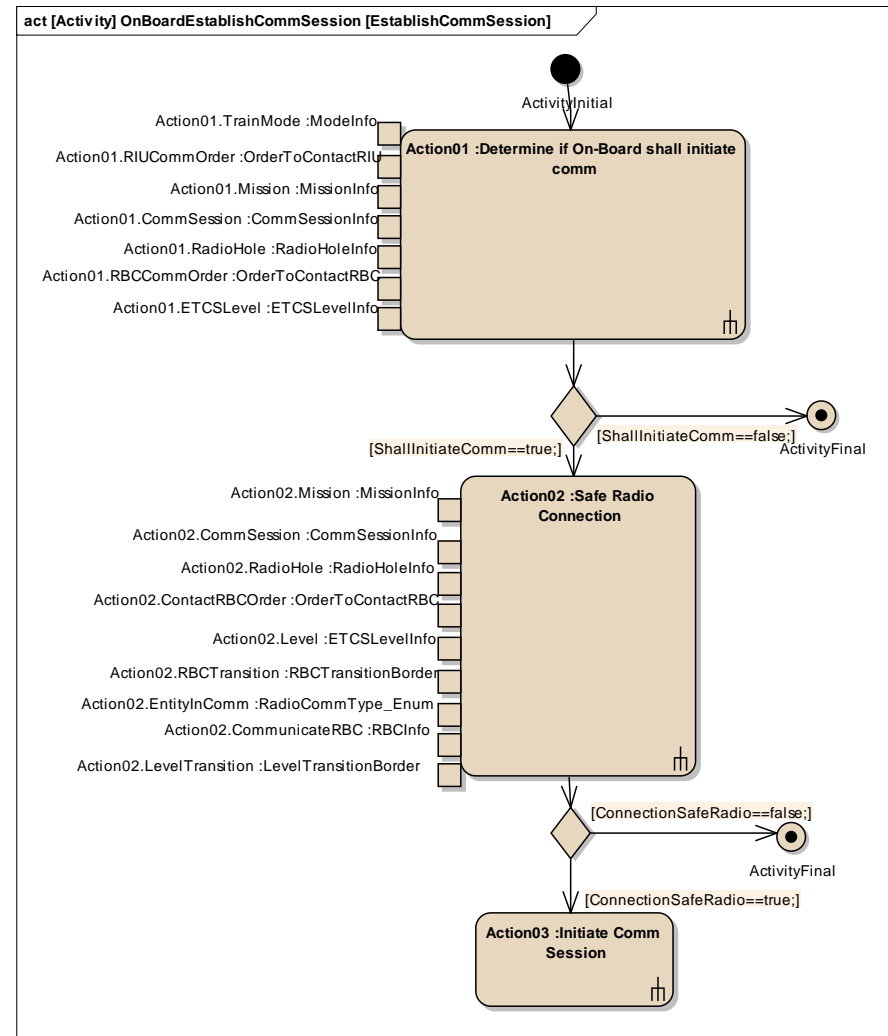 act [Activity] OnBoardEstablishCommSession [EstablishCommSession]
ActivityInitial
Action01.TrainMode :ModeInfo
Action01.RIUCommOrder :OrderToContactRIU
Action01.Mission :MissionInfo
Action01.CommSession :CommSessionInfo
Action01.RadioHole :RadioHoleInfo
Action01.RBCCommOrder :OrderToContactRBC
Action01.ETCSLevel :ETCSLevelInfo
Action01 :Determine if On-Board shall initiate
comm
[ShallInitiateComm==false;]
ActivityFinal
[ShallInitiateComm==true;]
Action02.Mission :MissionInfo
Action02.CommSession :CommSessionInfo
Action02.RadioHole :RadioHoleInfo
Action02.ContactRBCOrder :OrderToContactRBC
Action02.Level :ETCSLevelInfo
Action02.RBCTransition :RBCTransitionBorder
Action02.EntityInComm :RadioCommType_Enum
Action02.CommunicateRBC :RBCInfo
Action02.LevelTransition :LevelTransitionBorder
Action02 :Safe Radio
Connection
[ConnectionSafeRadio==false;]
ActivityFinal
[ConnectionSafeRadio==true;]
Action03 :Initiate Comm
Session